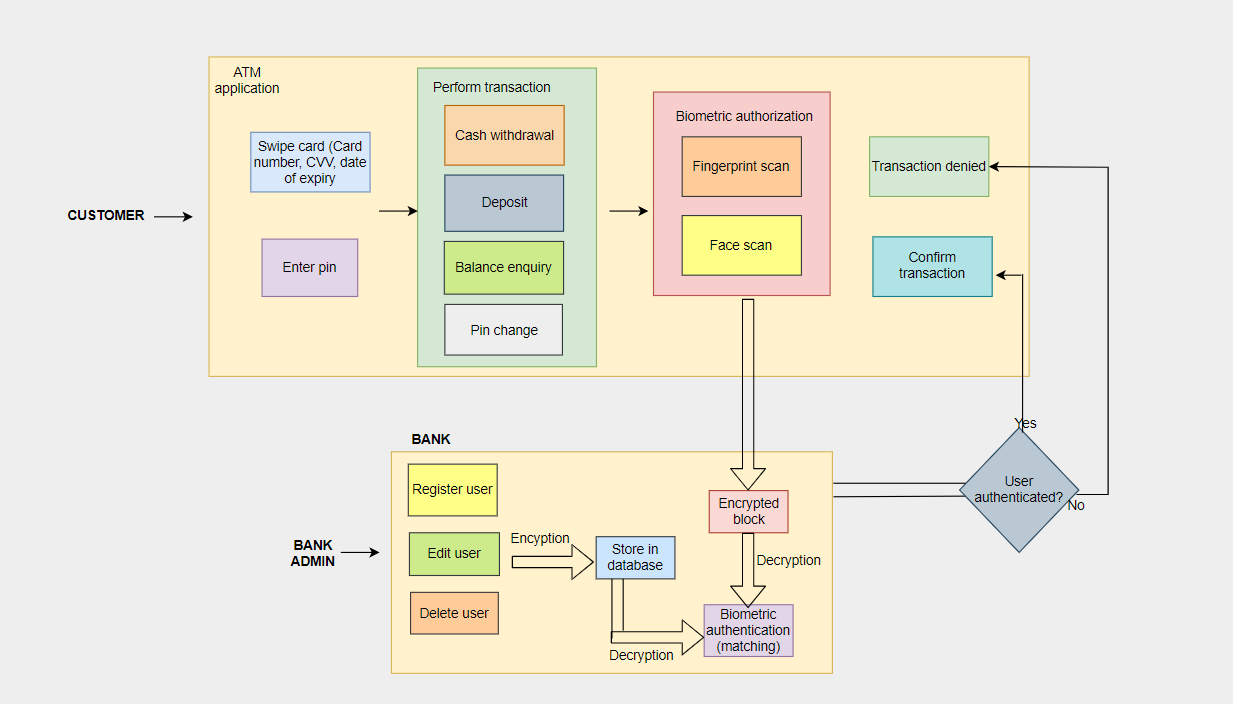 ATM
application
Perform transaction
Cash withdrawal
Deposit
Balance enquiry
Pin change
Swipe card (Card
number, CVV, date
of expiry
Enter pin
CUSTOMER
Biometric authorization
Fingerprint scan
Face scan
Transaction denied
Confirm
transaction
Yes
User
authenticated?
No
BANK
Register user
Edit user
Delete user
BANK
ADMIN
Encyption
Store in
database
Encrypted
block
Decryption
Biometric
authentication
(matching)
Decryption